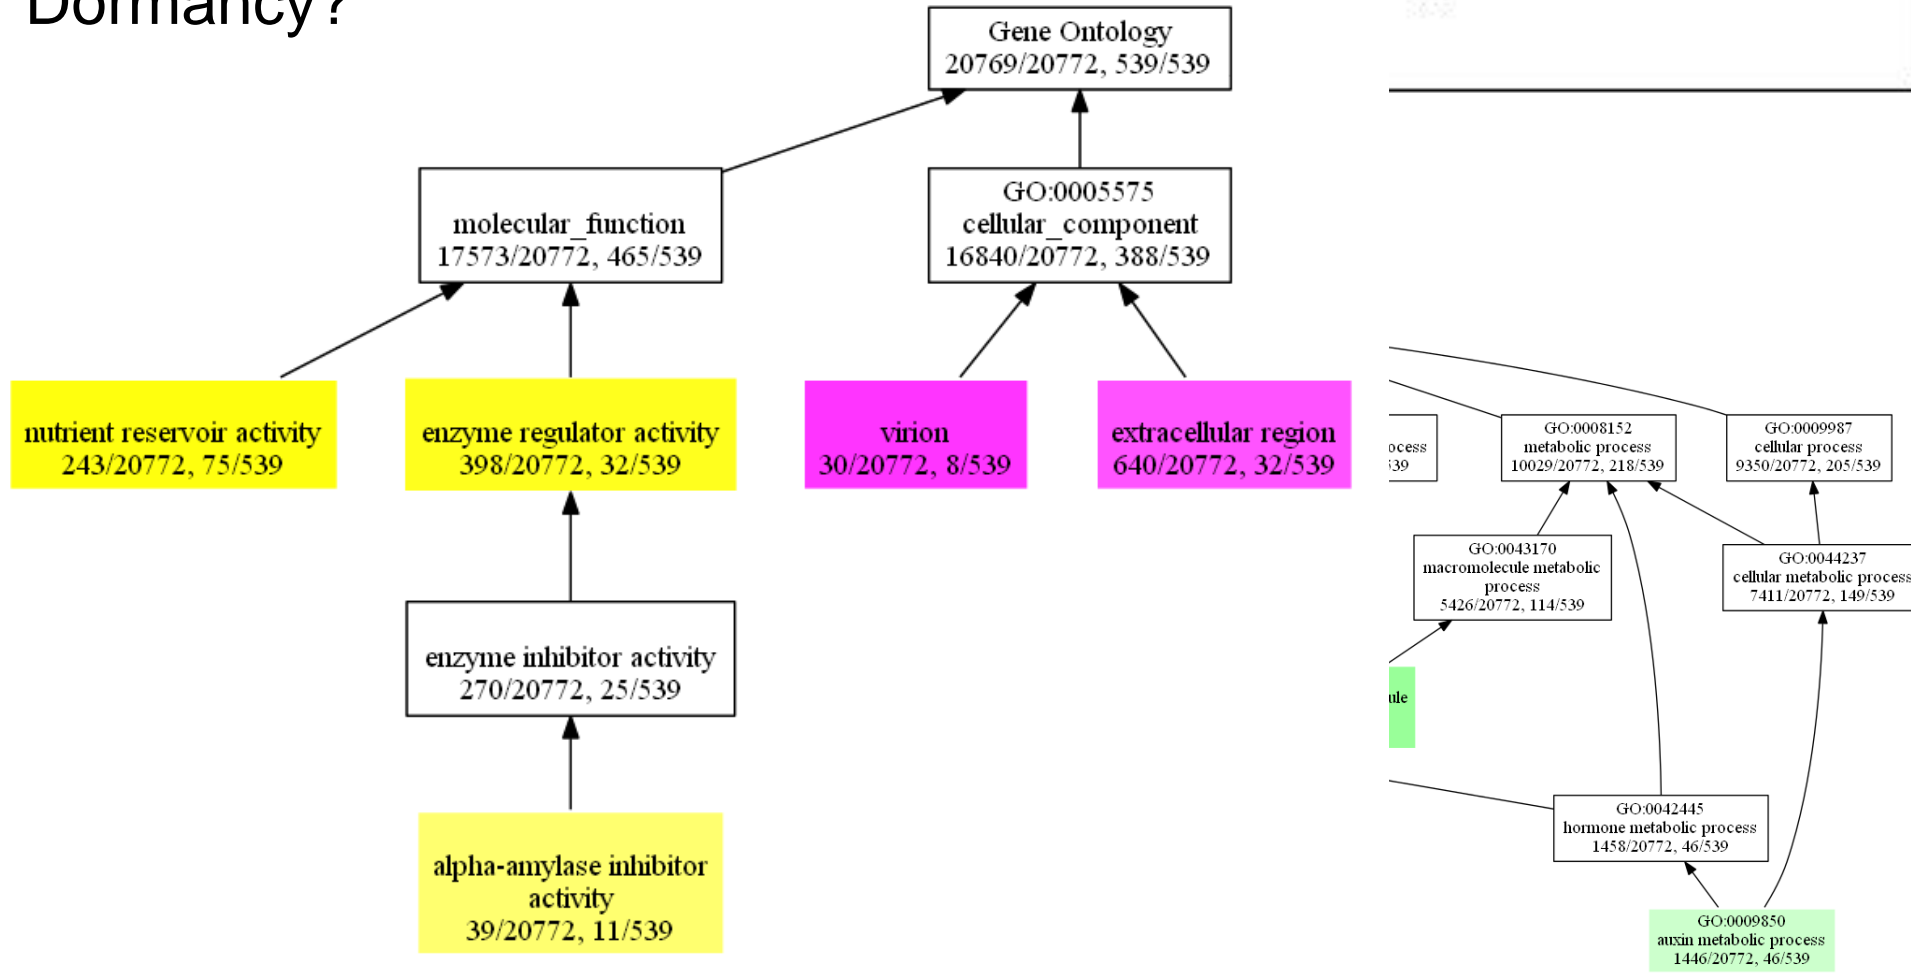 Dormancy?
Gene Ontology
20769/20772, 539/539
molecular_function
17573/20772, 465/539
GO:0005575
cellular_component
16840/20772, 388/539
nutrient reservoir activity
243/20772, 75/539
enzyme regulator activity
398/20772, 32/539
virion
30/20772, 8/539
extracellular region
640/20772, 32/539
enzyme inhibitor activity
270/20772, 25/539
alpha-amylase inhibitor
activity
39/20772, 11/539
ocess
539
GO:0008152
metabolic process
10029/20772, 218/539
GO:0009987
cellular process
9350/20772, 205/539
GO:0043170
macromolecule metabolic
process
5426/20772, 114/539
GO:0044237
cellular metabolic process
7411/20772, 149/539
ule
GO:0042445
hormone metabolic process
1458/20772, 46/539
GO:0009850
auxin metabolic process
1446/20772, 46/539